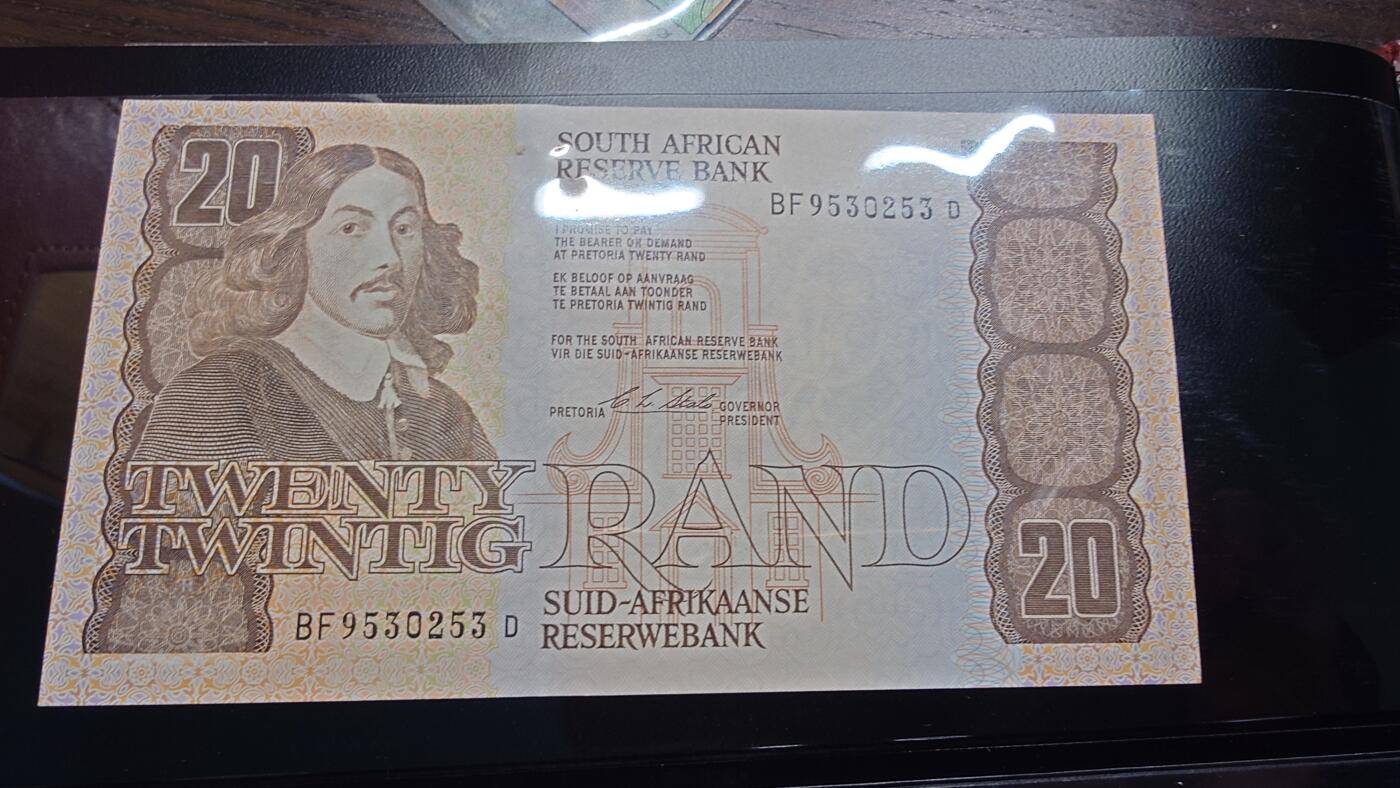 20
SOUTH AFRICAN
RESERVE BANK
BF9530253 D
I PROMISE TO PAY
THE BEARER ON DEMAND
AT PRETORIA TWENTY RAND
EK BELOOF OP AANVRAAG
TE BETAAL AAN TOONDER
TE PRETORIA TWINTIG RAND
FOR THE SOUTH AFRICAN RESERVE BANK
VIR DIE SUID-AFRIKAANSE RESERWEBANK
PRETORIA GOVERNOR
PRESIDENT
TWENTY
TWINTIG
RAND
20
BF9530253 D
SUID-AFRIKAANSE
RESERWEBANK